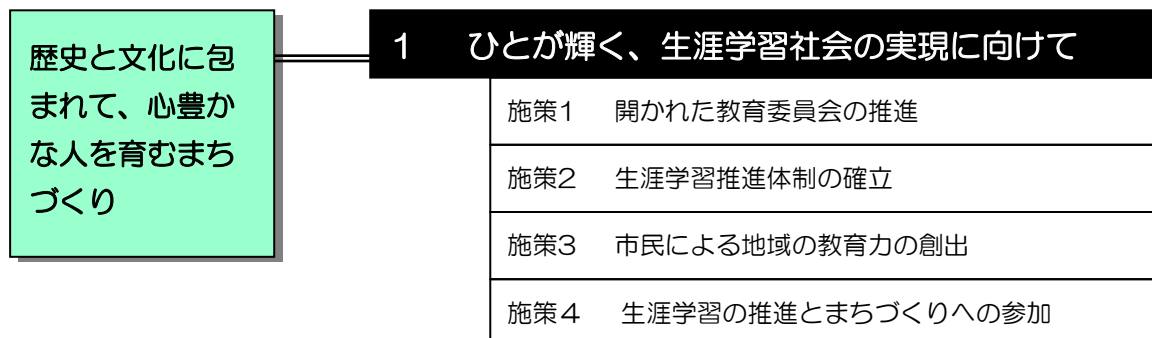 歴史と文化に包
まれて、心豊か
な人を育むまち
づくり
1 ひとが輝く、生涯学習社会の実現に向けて
施策1 開かれた教育委員会の推進
施策2 生涯学習推進体制の確立
施策3 市民による地域の教育力の創出
施策４ 生涯学習の推進とまちづくりへの参加